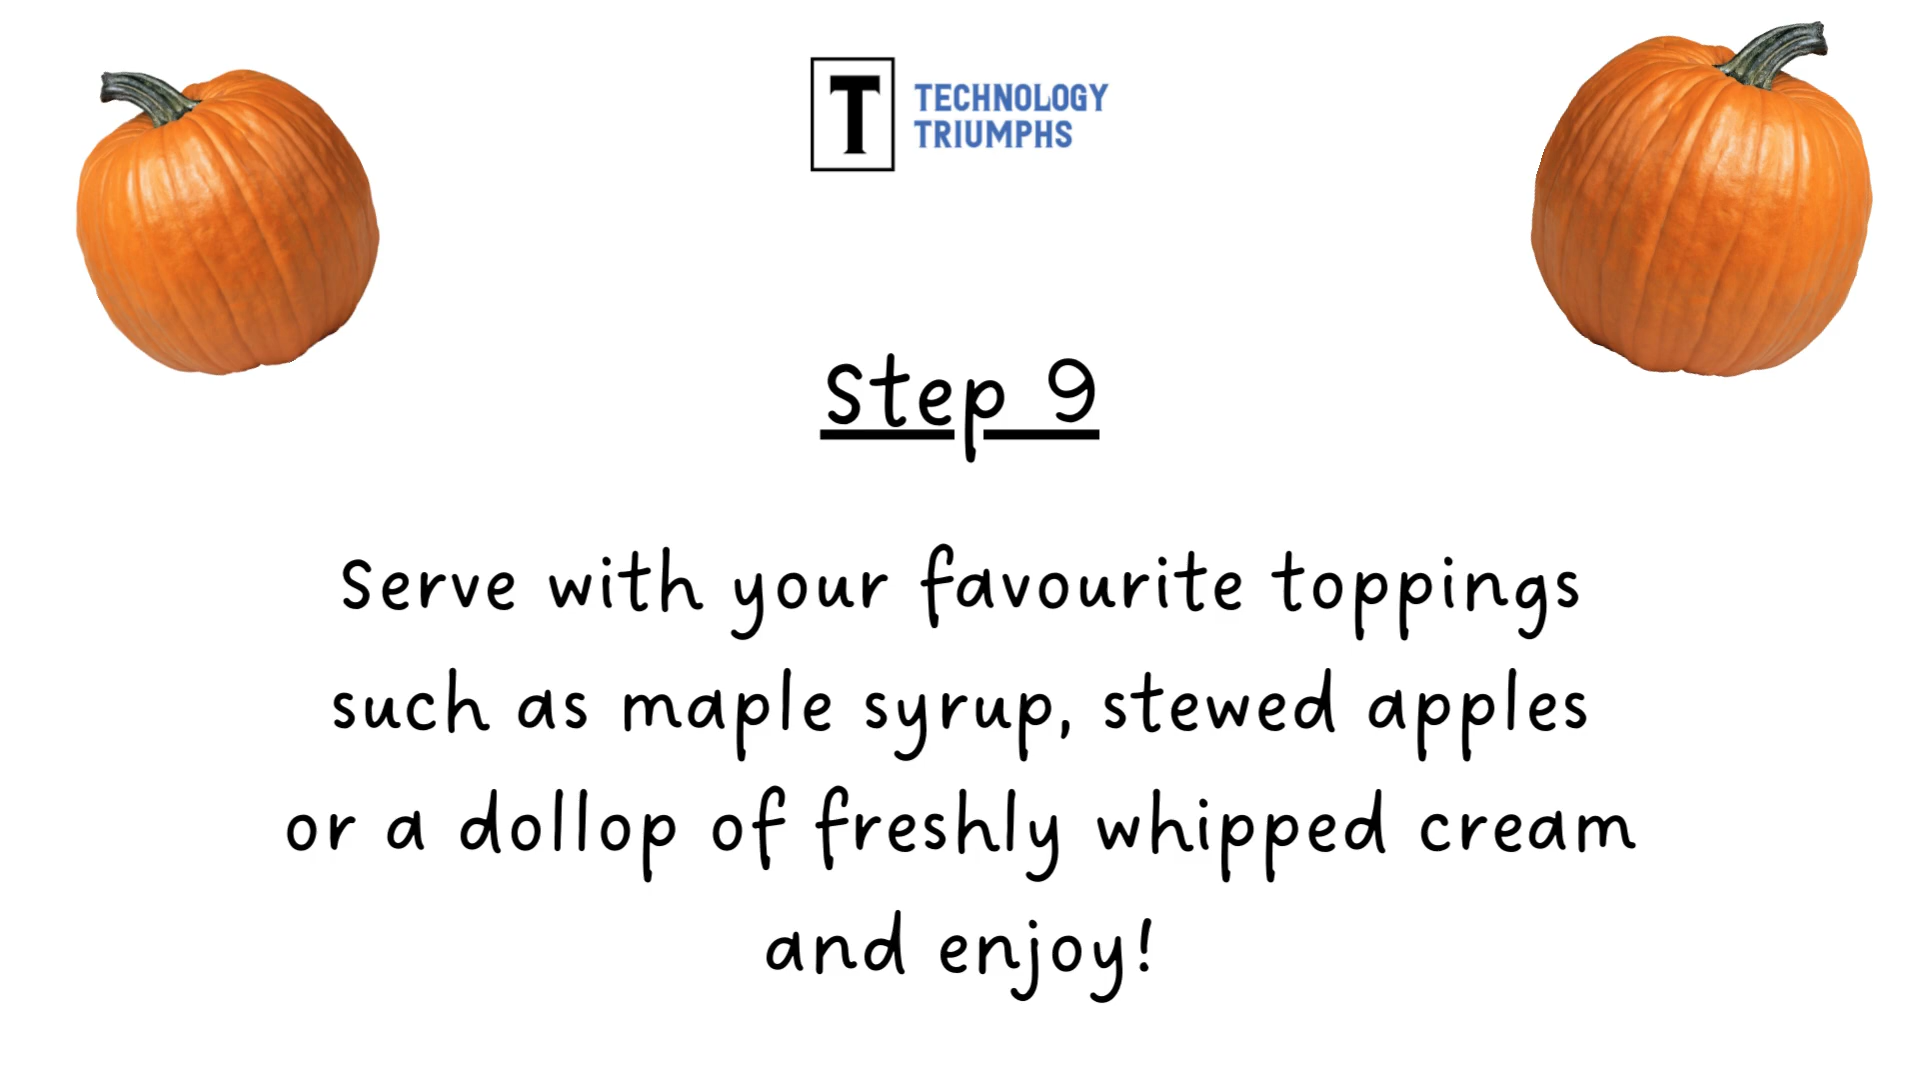 T
TECHNOLOGY
TRIUMPHS
Step 9
Serve with your favourite toppings
such as maple syrup, stewed apples
or a dollop of freshly whipped cream
and enjoy!